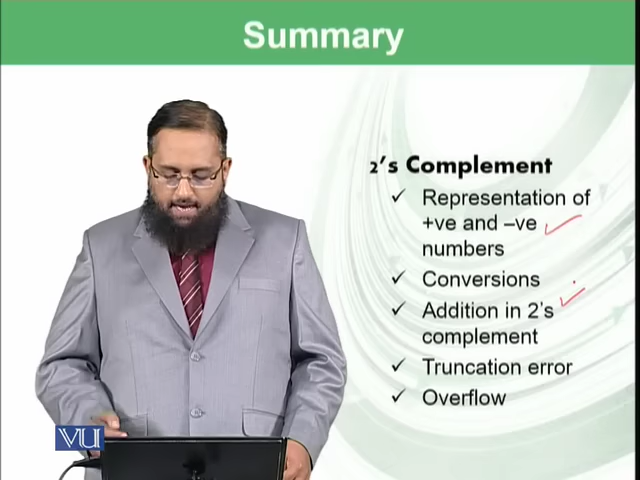 Summary
2's Complement
✓ Representation of
+ve and –ve
numbers
✓ Conversions
✓ Addition in 2's
complement
✓ Truncation error
✓ Overflow
VU